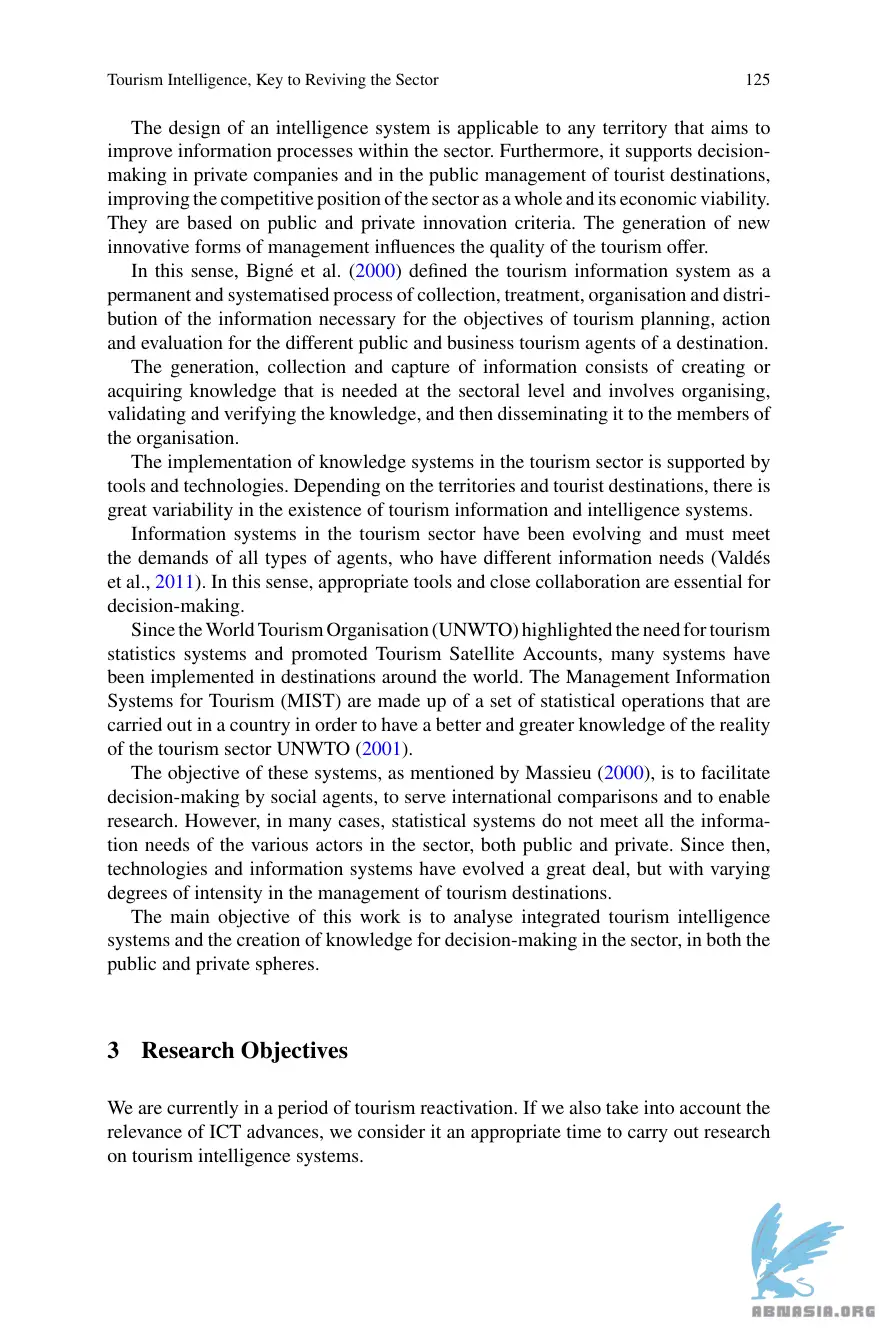 Tourism Intelligence, Key to Reviving the Sector 125
The design of an intelligence system is applicable to any territory that aims to
improve information processes within the sector. Furthermore, it supports decision-
making in private companies and in the public management of tourist destinations,
improving the competitive position of the sector as a whole and its economic viability.
They are based on public and private innovation criteria. The generation of new
innovative forms of management influences the quality of the tourism offer.
In this sense, Bigné et al. (2000) defined the tourism information system as a
permanent and systematised process of collection, treatment, organisation and distri-
bution of the information necessary for the objectives of tourism planning, action
and evaluation for the different public and business tourism agents of a destination.
The generation, collection and capture of information consists of creating or
acquiring knowledge that is needed at the sectoral level and involves organising,
validating and verifying the knowledge, and then disseminating it to the members of
the organisation.
The implementation of knowledge systems in the tourism sector is supported by
tools and technologies. Depending on the territories and tourist destinations, there is
great variability in the existence of tourism information and intelligence systems.
Information systems in the tourism sector have been evolving and must meet
the demands of all types of agents, who have different information needs (Valdés
et al., 2011). In this sense, appropriate tools and close collaboration are essential for
decision-making.
Since the World Tourism Organisation (UNWTO) highlighted the need for tourism
statistics systems and promoted Tourism Satellite Accounts, many systems have
been implemented in destinations around the world. The Management Information
Systems for Tourism (MIST) are made up of a set of statistical operations that are
carried out in a country in order to have a better and greater knowledge of the reality
of the tourism sector UNWTO (2001).
The objective of these systems, as mentioned by Massieu (2000), is to facilitate
decision-making by social agents, to serve international comparisons and to enable
research. However, in many cases, statistical systems do not meet all the informa-
tion needs of the various actors in the sector, both public and private. Since then,
technologies and information systems have evolved a great deal, but with varying
degrees of intensity in the management of tourism destinations.
The main objective of this work is to analyse integrated tourism intelligence
systems and the creation of knowledge for decision-making in the sector, in both the
public and private spheres.
3 Research Objectives
We are currently in a period of tourism reactivation. If we also take into account the
relevance of ICT advances, we consider it an appropriate time to carry out research
on tourism intelligence systems.
ABNASIA.ORG